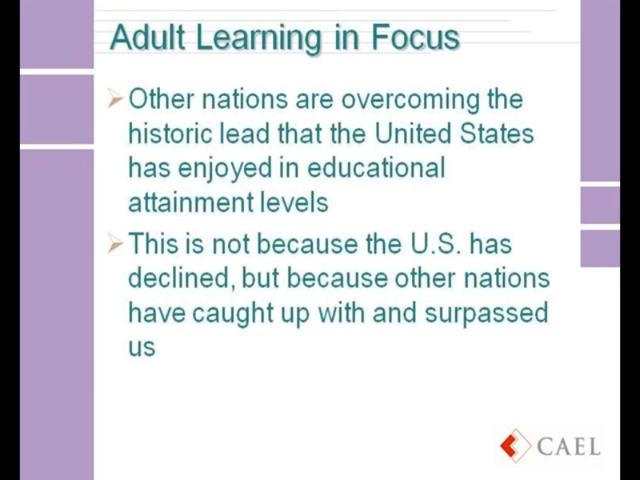 Adult Learning in Focus
Other nations are overcoming the
historic lead that the United States
has enjoyed in educational
attainment levels
This is not because the U.S. has
declined, but because other nations
have caught up with and surpassed
us
CAEL